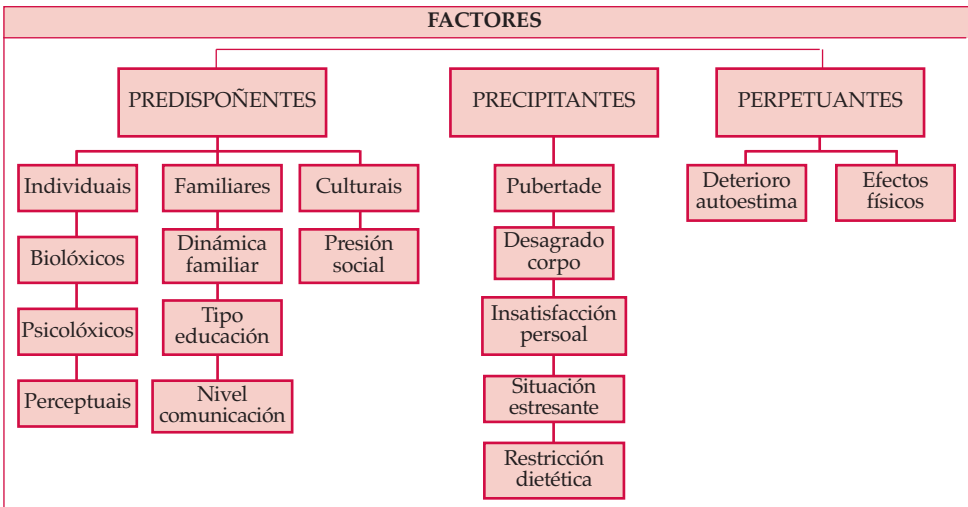 FACTORES
PREDISPOÑENTES
PRECIPITANTES
PERPETUANTES
Individuais
Familiares
Culturais
Pubertade
Deterioro
autoestima
Efectos
físicos
Biolóxicos
Dinámica
familiar
Presión
social
Desagrado
corpo
Psicolóxicos
Tipo
educación
Insatisfacción
persoal
Perceptuais
Nivel
comunicación
Situación
estresante
Restricción
dietética